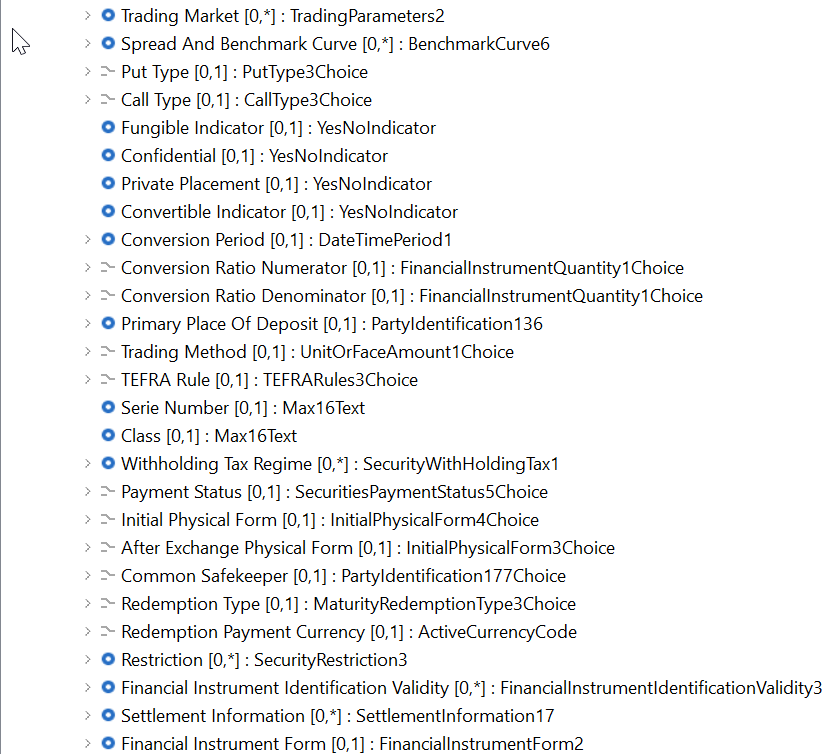 Trading Market [0,*] : TradingParameters2
Spread And Benchmark Curve [0,*] : BenchmarkCurve6
Put Type [0,1] : PutType3Choice
Call Type [0,1] : CallType3Choice
Fungible Indicator [0,1] : YesNoIndicator
Confidential [0,1] : YesNoIndicator
Private Placement [0,1] : YesNoIndicator
Convertible Indicator [0,1] : YesNoIndicator
Conversion Period [0,1] : DateTimePeriod1
Conversion Ratio Numerator [0,1] : FinancialInstrumentQuantity1Choice
Conversion Ratio Denominator [0,1] : FinancialInstrumentQuantity1Choice
Primary Place Of Deposit [0,1] : PartyIdentification136
Trading Method [0,1] : UnitOrFaceAmount1Choice
TEFRA Rule [0,1] : TEFRARules3Choice
Serie Number [0,1] : Max16Text
Class [0,1] : Max16Text
Withholding Tax Regime [0,*] : SecurityWithHoldingTax1
Payment Status [0,1] : SecuritiesPaymentStatus5Choice
Initial Physical Form [0,1] : InitialPhysicalForm4Choice
After Exchange Physical Form [0,1] : InitialPhysicalForm3Choice
Common Safekeeper [0,1] : PartyIdentification177Choice
Redemption Type [0,1] : MaturityRedemptionType3Choice
Redemption Payment Currency [0,1] : ActiveCurrencyCode
Restriction [0,*] : SecurityRestriction3
Financial Instrument Identification Validity [0,*] : FinancialInstrumentIdentificationValidity3
Settlement Information [0,*] : SettlementInformation17
Financial Instrument Form [0,1] : FinancialInstrumentForm2